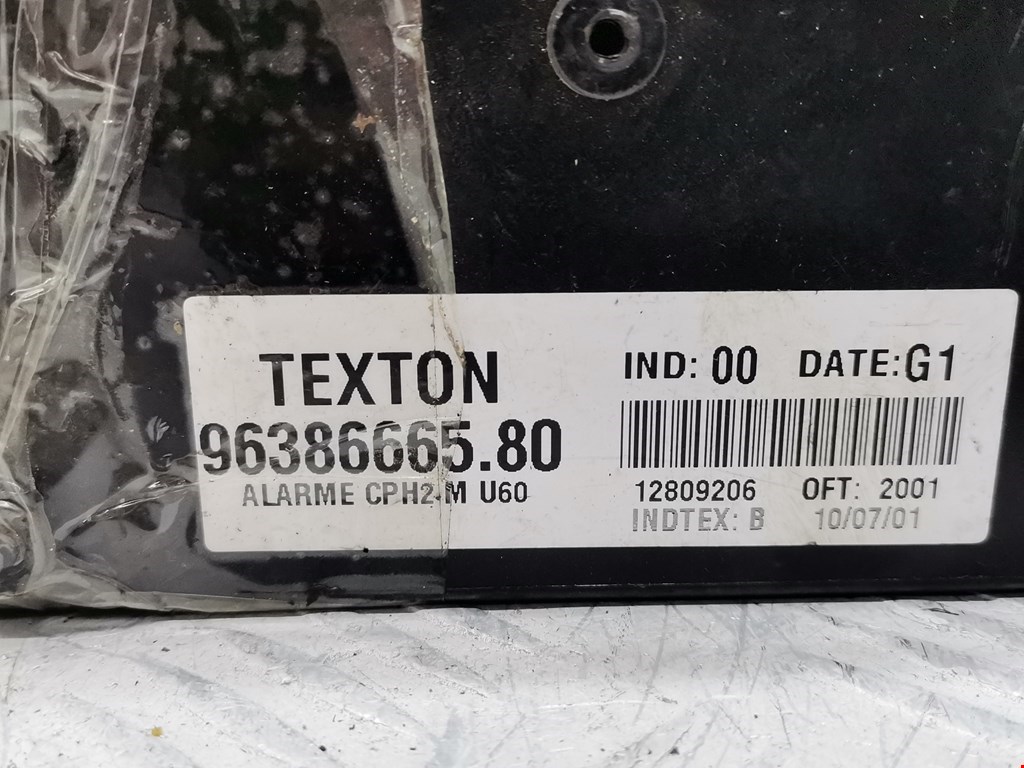 TEXTON
96386665.80
ALARME CPH2-M U60
IND: 00 DATE: G1
12809206 OFT: 2001
INDTEX: B 10/07/01